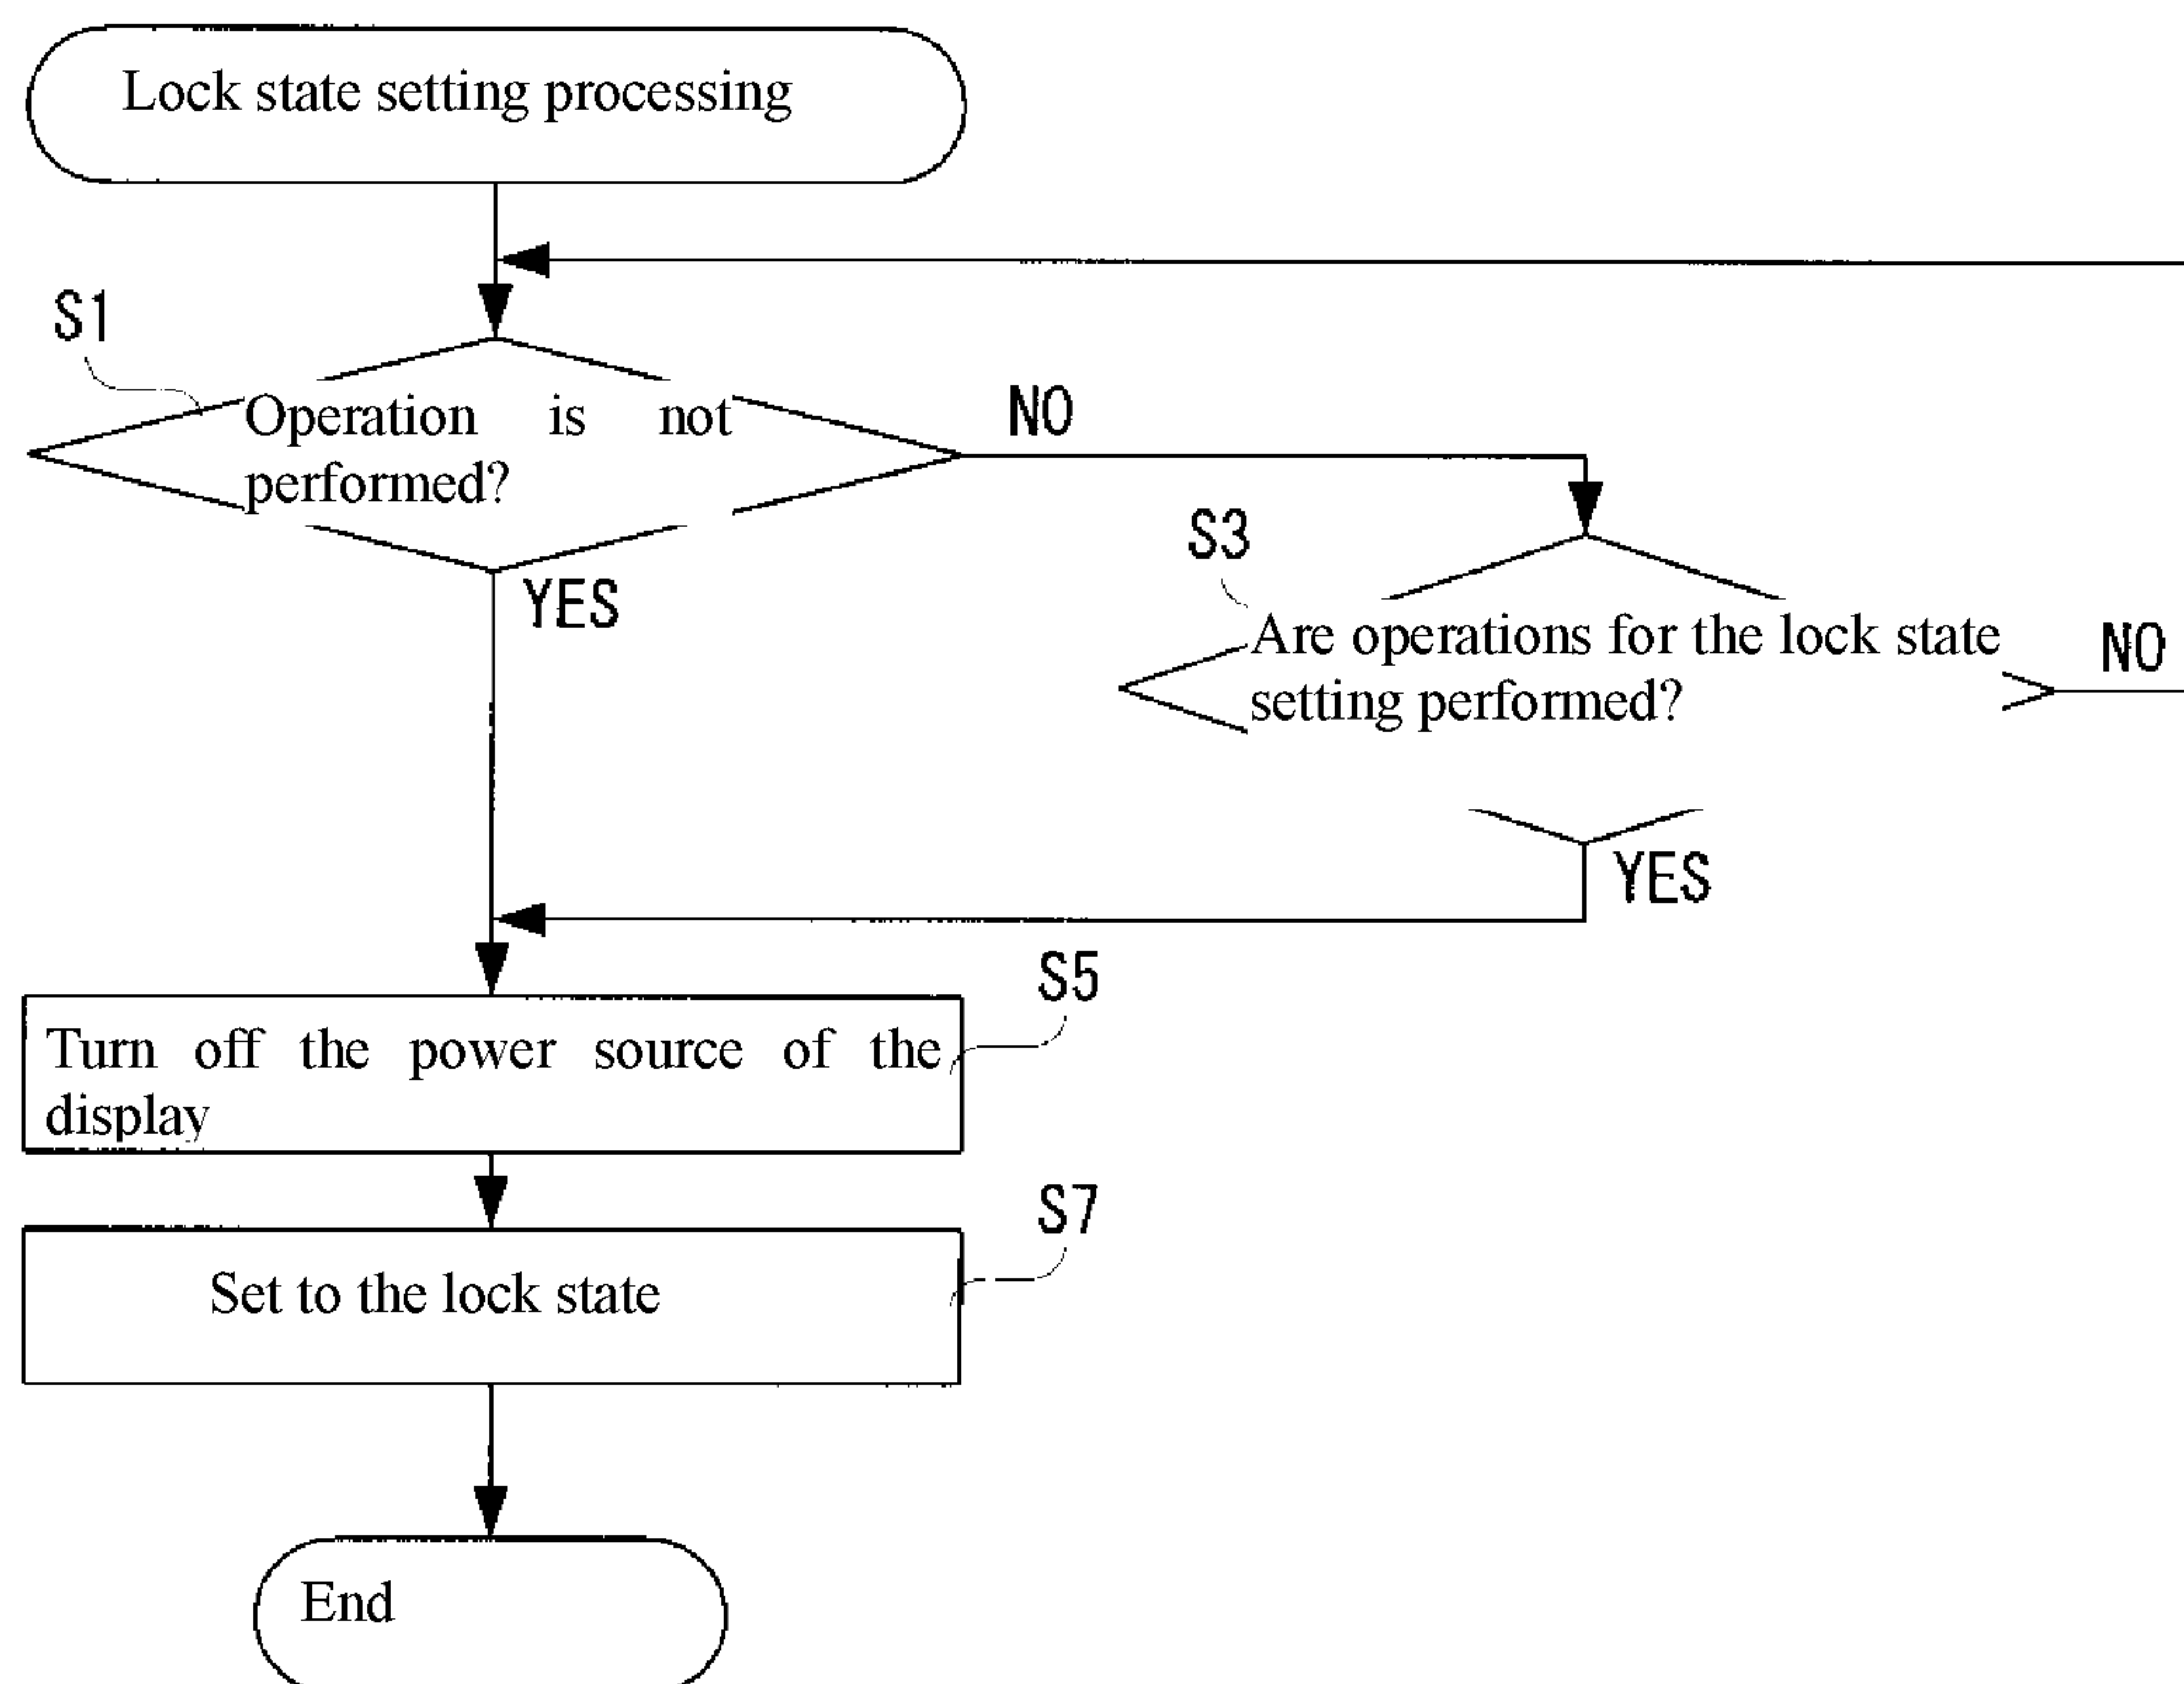 Lock state setting processing
S1
Operation is not
performed?
NO
YES
S3
Are operations for the lock state
setting performed?
NO
YES
S5
Turn off the power source of the
display
S7
Set to the lock state
End